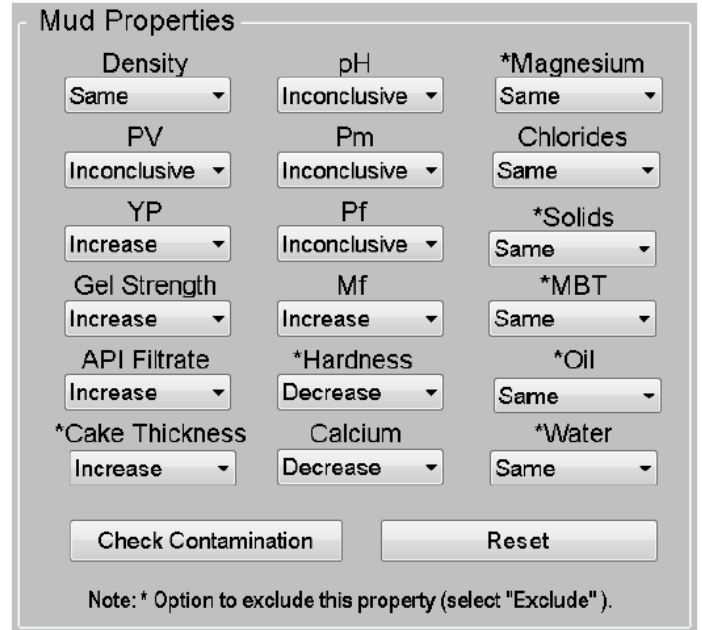 Mud Properties
Density pH *Magnesium
Same Inconclusive Same
PV Pm Chlorides
Inconclusive Inconclusive Same
YP Pf *Solids
Increase Inconclusive Same
Gel Strength Mf *MBT
Increase Increase Same
API Filtrate *Hardness *Oil
Increase Decrease Same
*Cake Thickness Calcium *Water
Increase Decrease Same
Check Contamination Reset
Note: * Option to exclude this property (select "Exclude" ).